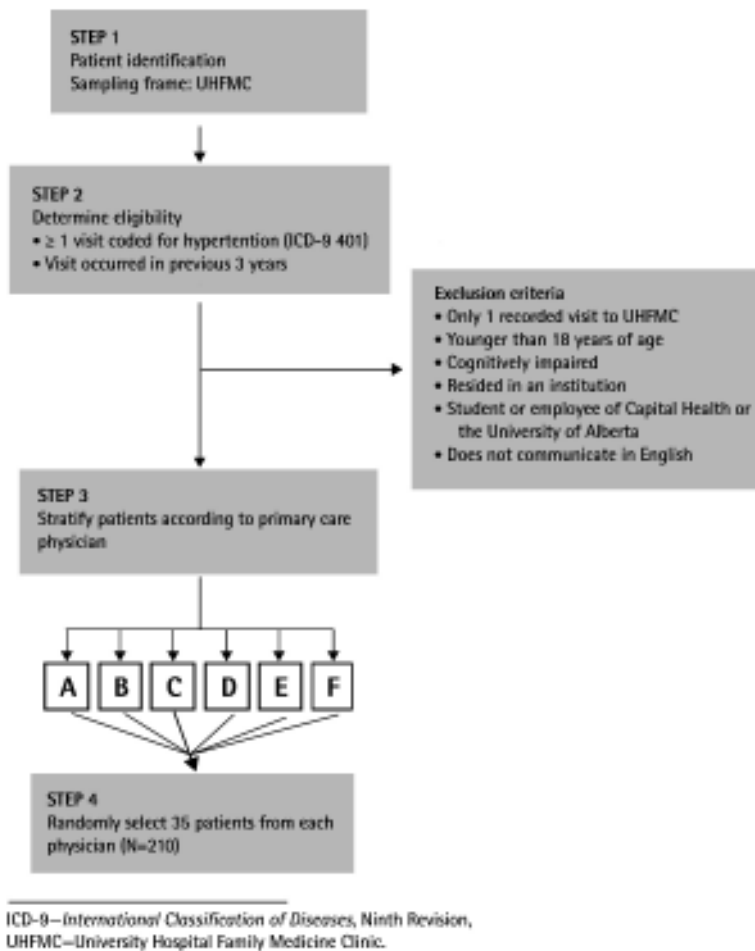 STEP 1
Patient identification
Sampling frame: UHFMC
STEP 2
Determine eligibility
• ≥ 1 visit coded for hypertention (ICD-9 401)
• Visit occurred in previous 3 years
Exclusion criteria
• Only 1 recorded visit to UHFMC
• Younger than 18 years of age
• Cognitively impaired
• Resided in an institution
• Student or employee of Capital Health or
the University of Alberta
• Does not communicate in English
STEP 3
Stratify patients according to primary care
physician
A B C D E F
STEP 4
Randomly select 35 patients from each
physician (N=210)
ICD-9—International Classification of Diseases, Ninth Revision,
UHFMC—University Hospital Family Medicine Clinic.